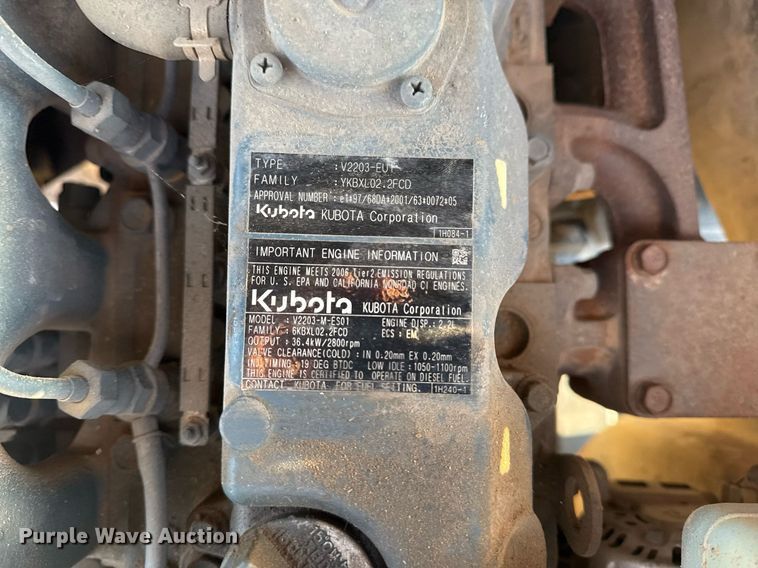 TYPE : V2203-EU1
FAMILY : YKBXL02.2FCD
APPROVAL NUMBER : e1*97/68DA*2001/63*0072*05
Kubota KUBOTA Corporation
1H084-1
IMPORTANT ENGINE INFORMATION
THIS ENGINE MEETS 2006 Tier2 EMISSION REGULATIONS
FOR U. S. EPA AND CALIFORNIA NONROAD CI ENGINES.
Kubota KUBOTA Corporation
MODEL : V2203-M-ES01 ENGINE DISP.: 2.2L
FAMILY : 6KBXL02.2FCD ECS : EM
OUTPUT : 36.4kW/2800rpm
VALVE CLEARANCE(COLD) : IN 0.20mm EX 0.20mm
INJ.TIMING : 19 DEG BTDC LOW IDLE : 1050-1100rpm
THIS ENGINE IS CERTIFIED TO OPERATE ON DIESEL FUEL.
CONTACT KUBOTA FOR FUEL SETTING. 1H240-1
Purple Wave Auction